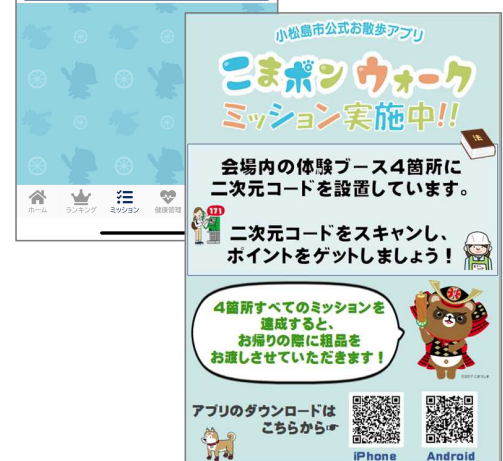 小松島市公式お散歩アプリ
こまポン ウォーク
ミッション実施中!!
法
会場内の体験ブース4箇所に
二次元コードを設置しています。
171
二次元コードをスキャンし、
ポイントをゲットしましょう！
4箇所すべてのミッションを
達成すると、
お帰りの際に粗品を
お渡しさせていただきます！
アプリのダウンロードは
こちらから☞
iPhone
Android
ホーム
ランキング
ミッション
健康管理